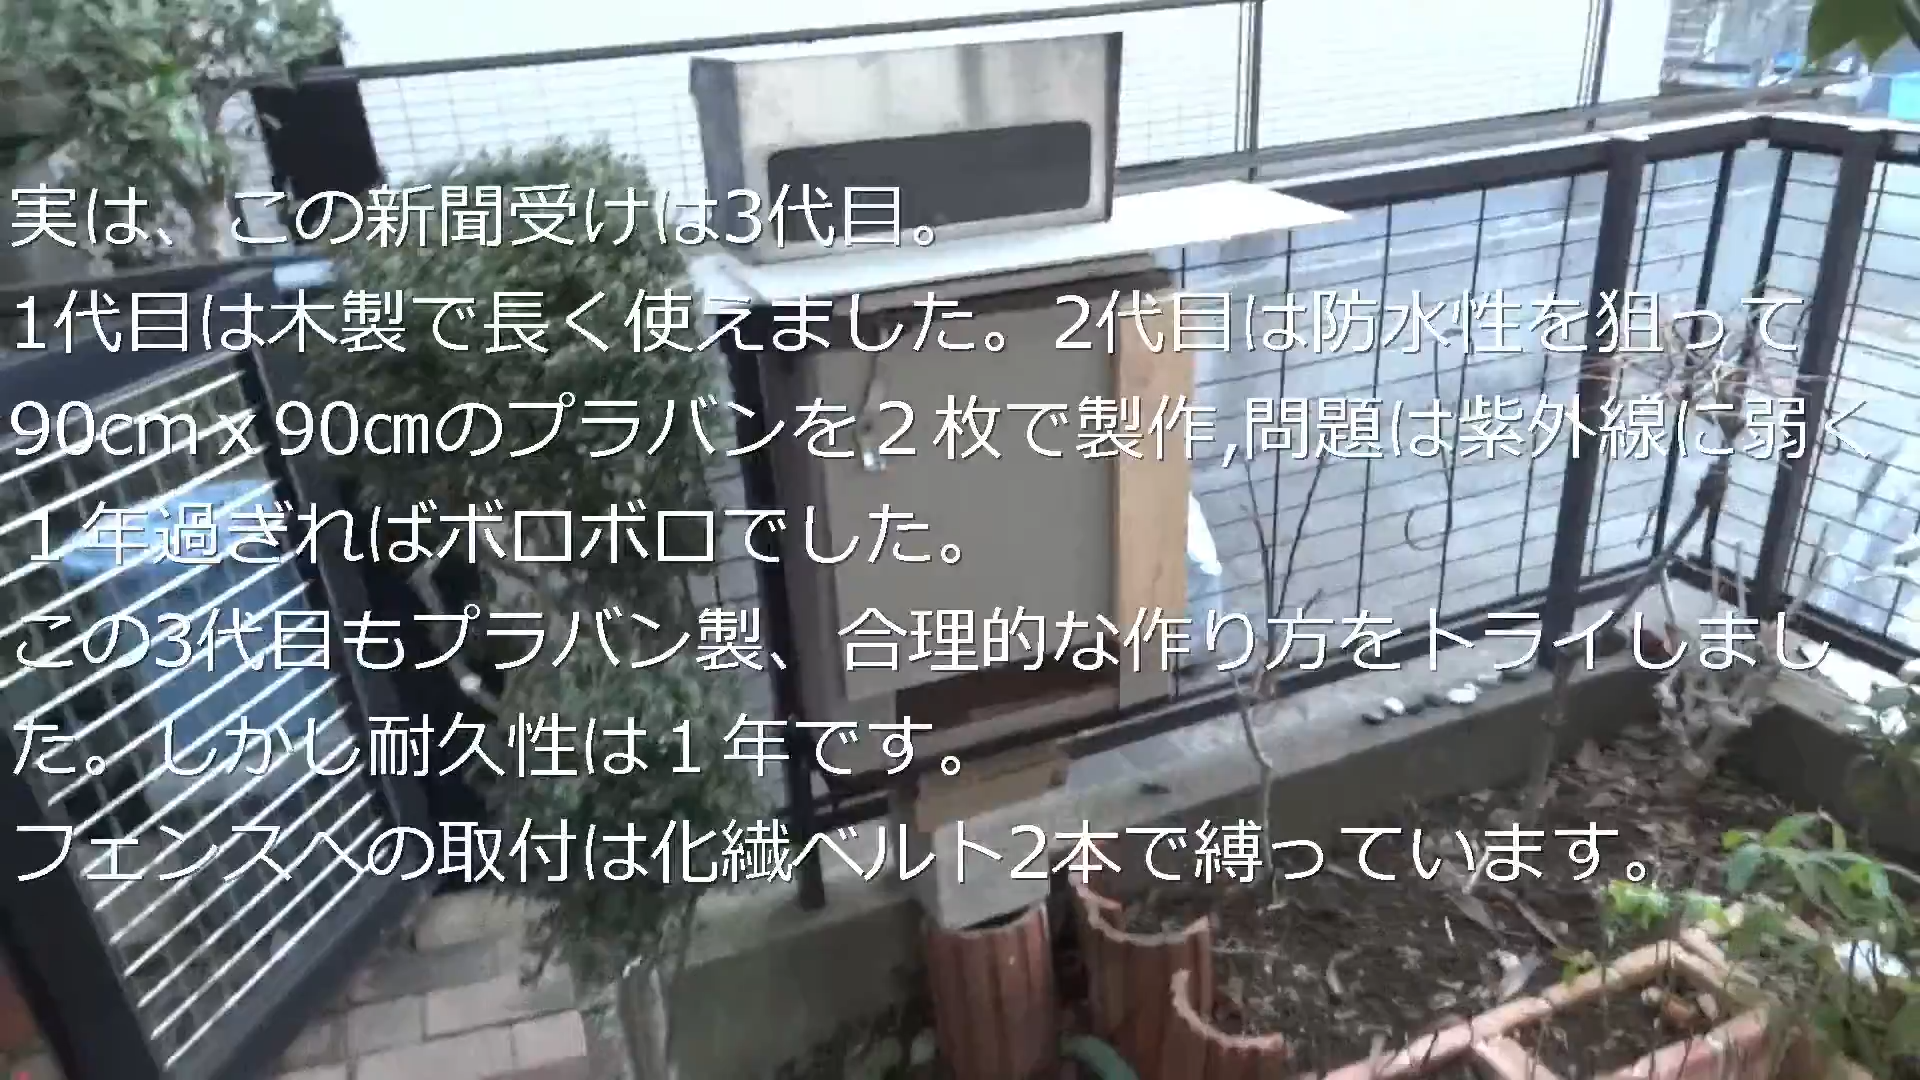 実は、この新聞受けは3代目。
1代目は木製で長く使えました。2代目は防水性を狙って
90cmｘ90㎝のプラバンを２枚で製作,問題は紫外線に弱く
１年過ぎればボロボロでした。
この3代目もプラバン製、合理的な作り方をトライしまし
た。しかし耐久性は１年です。
フェンスへの取付は化繊ベルト2本で縛っています。